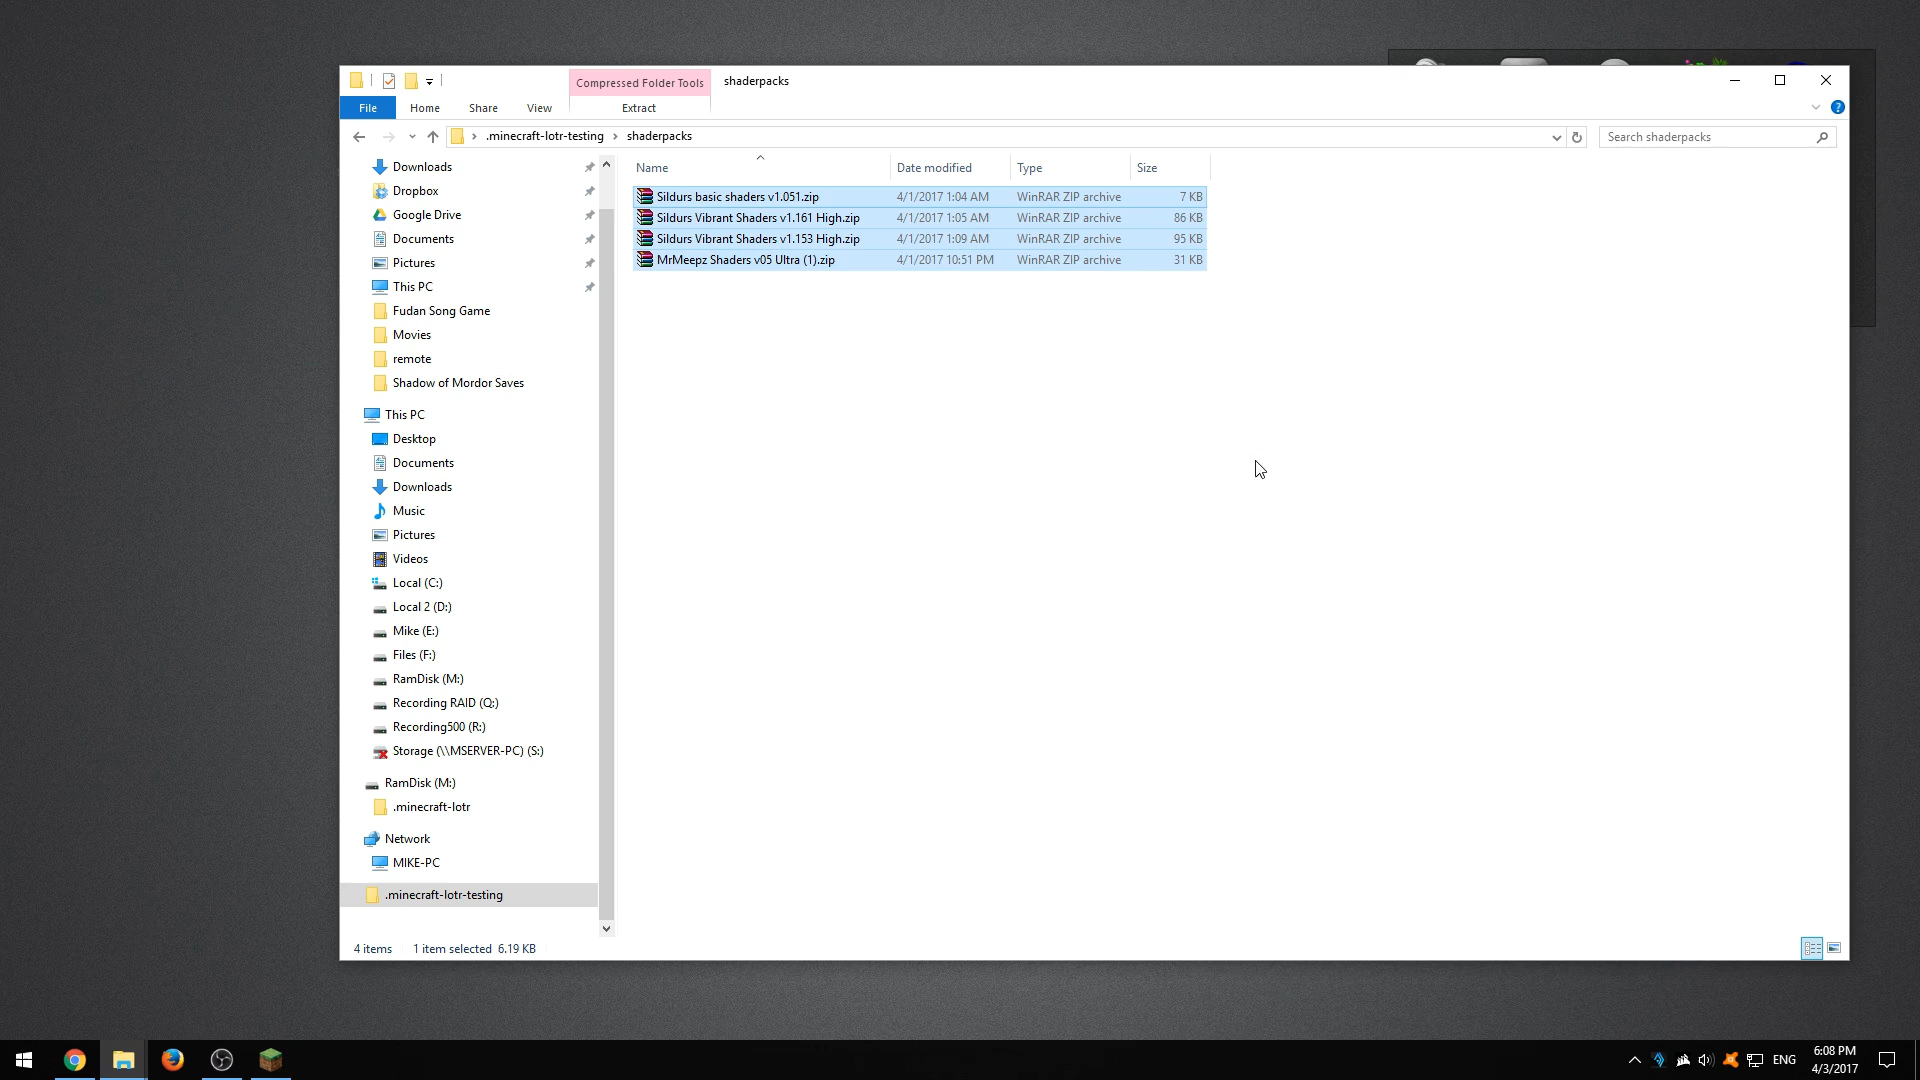 Compressed Folder Tools
shaderpacks
File
Home
Share
View
Extract
.minecraft-lotr-testing
shaderpacks
Search shaderpacks
Name
Date modified
Type
Size
Sildurs basic shaders v1.051.zip 4/1/2017 1:04 AM WinRAR ZIP archive 7 KB
Sildurs Vibrant Shaders v1.161 High.zip 4/1/2017 1:05 AM WinRAR ZIP archive 86 KB
Sildurs Vibrant Shaders v1.153 High.zip 4/1/2017 1:09 AM WinRAR ZIP archive 95 KB
MrMeepz Shaders v05 Ultra (1).zip 4/1/2017 10:51 PM WinRAR ZIP archive 31 KB
Downloads
Dropbox
Google Drive
Documents
Pictures
This PC
Fudan Song Game
Movies
remote
Shadow of Mordor Saves
This PC
Desktop
Documents
Downloads
Music
Pictures
Videos
Local (C:)
Local 2 (D:)
Mike (E:)
Files (F:)
RamDisk (M:)
Recording RAID (Q:)
Recording500 (R:)
Storage (\\MSERVER-PC) (S:)
RamDisk (M:)
.minecraft-lotr
Network
MIKE-PC
.minecraft-lotr-testing
4 items
1 item selected 6.19 KB
ENG
6:08 PM
4/3/2017